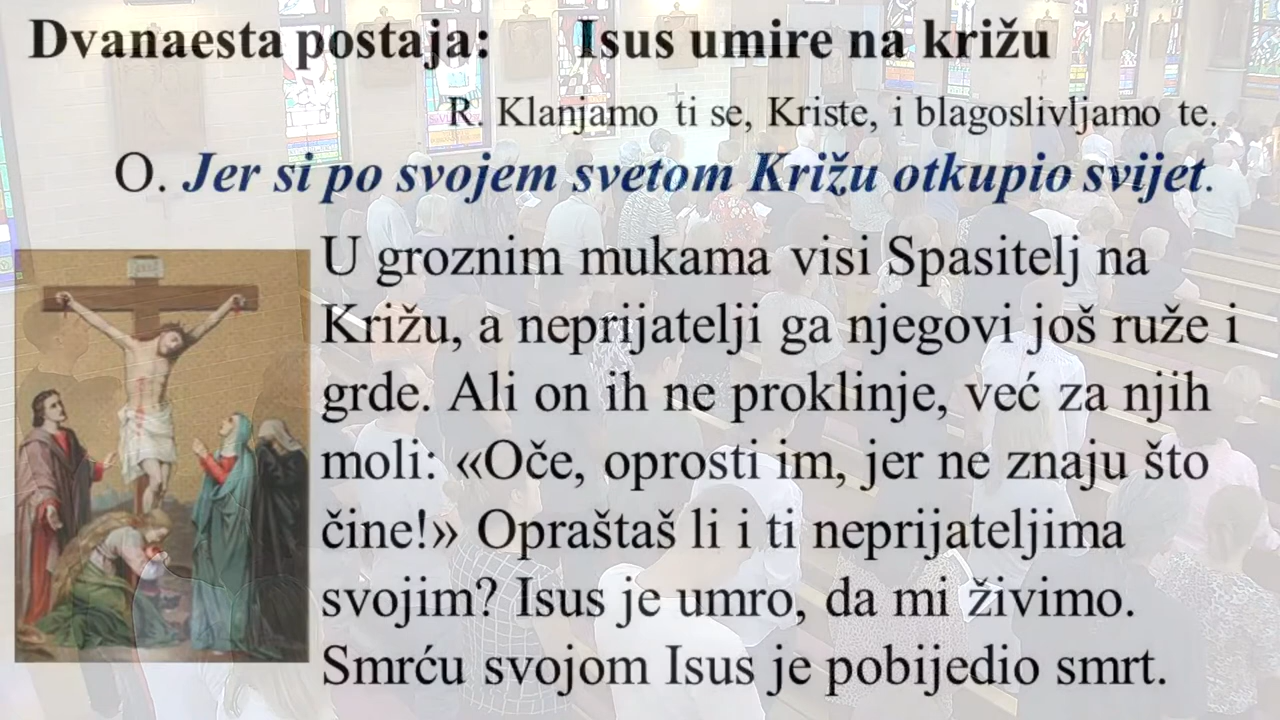 Dvanaesta postaja: Isus umire na križu
R. Klanjamo ti se, Kriste, i blagoslivljamo te.
O. Jer si po svojem svetom Križu otkupio svijet.
U groznim mukama visi Spasitelj na
Križu, a neprijatelji ga njegovi još ruže i
grde. Ali on ih ne proklinje, već za njih
moli: «Oče, oprosti im, jer ne znaju što
čine!» Opraštaš li i ti neprijateljima
svojim? Isus je umro, da mi živimo.
Smrću svojom Isus je pobijedio smrt.